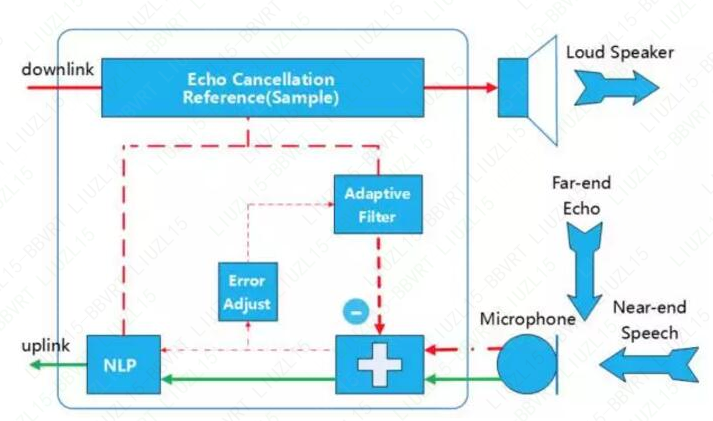 Loud Speaker
downlink
Echo Cancellation
Reference(Sample)
Far-end
Echo
Adaptive
Filter
Error
Adjust
−
Near-end
Speech
Microphone
uplink
NLP